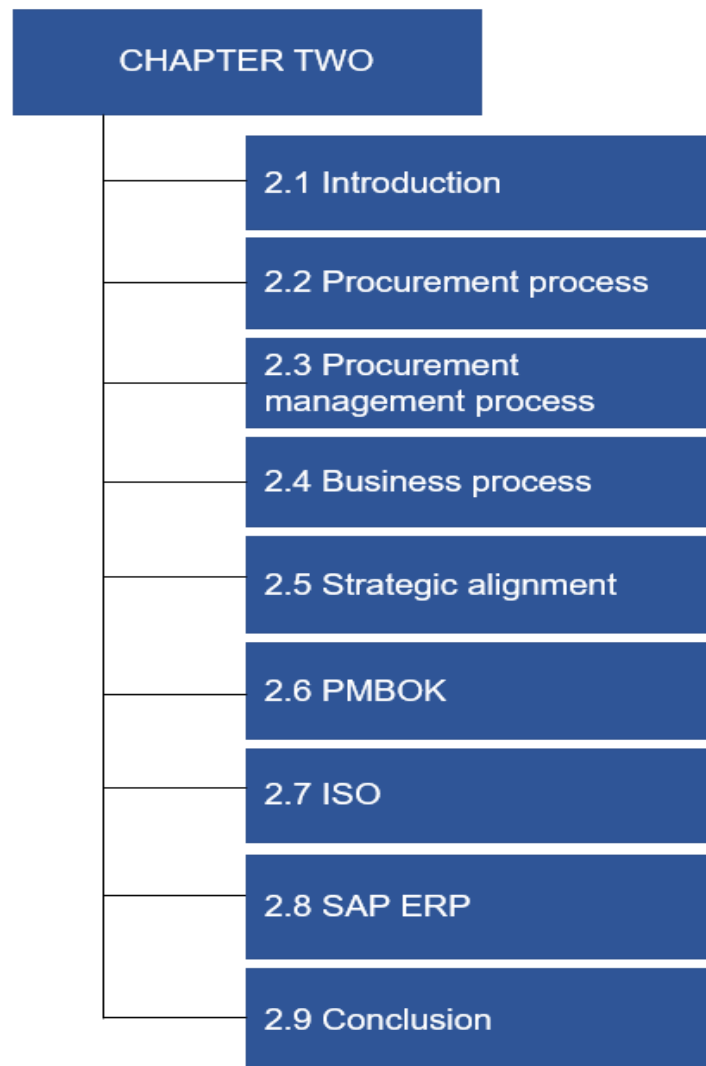 CHAPTER TWO
2.1 Introduction
2.2 Procurement process
2.3 Procurement
management process
2.4 Business process
2.5 Strategic alignment
2.6 PMBOK
2.7 ISO
2.8 SAP ERP
2.9 Conclusion